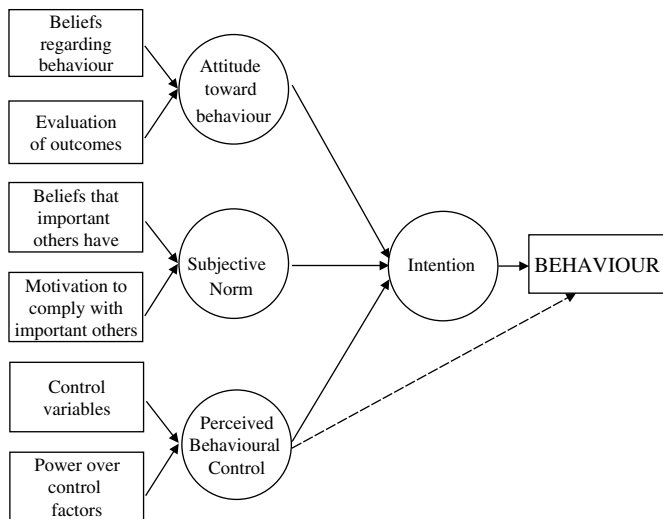 Beliefs
regarding
behaviour
Evaluation
of outcomes
Attitude
toward
behaviour
Beliefs that
important
others have
Motivation to
comply with
important others
Subjective
Norm
Control
variables
Power over
control
factors
Perceived
Behavioural
Control
Intention
BEHAVIOUR